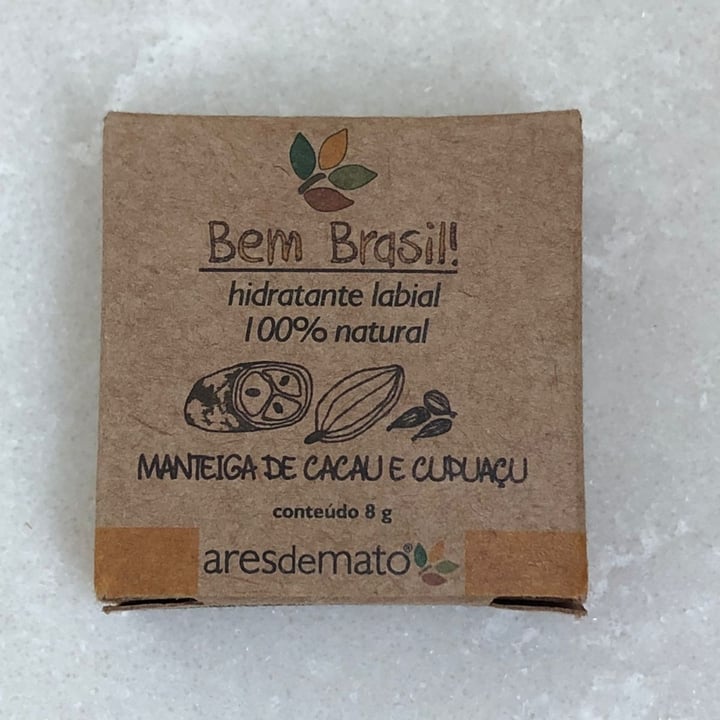 Bem Brasil!
hidratante labial
100% natural
MANTEIGA DE CACAU E CUPUAÇU
conteúdo 8 g
aresdemato®